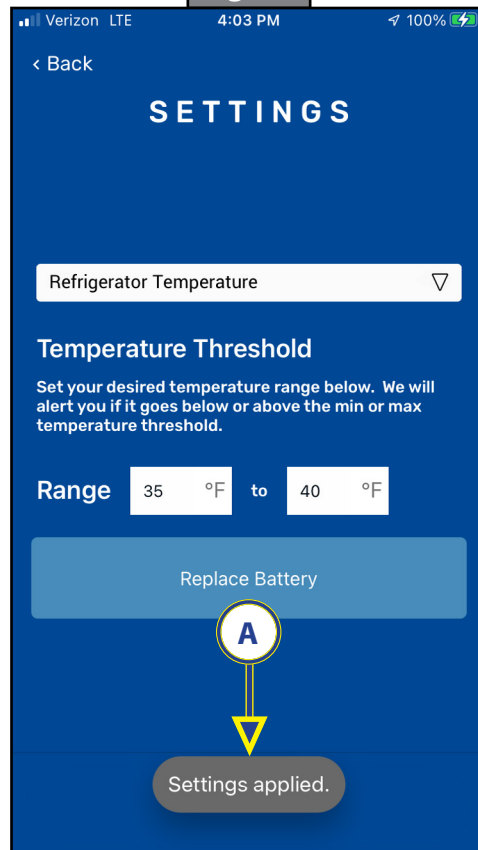 Verizon LTE 4:03 PM 100%
< Back
SETTINGS
Refrigerator Temperature
Temperature Threshold
Set your desired temperature range below. We will
alert you if it goes below or above the min or max
temperature threshold.
Range 35 °F to 40 °F
Replace Battery
A
Settings applied.